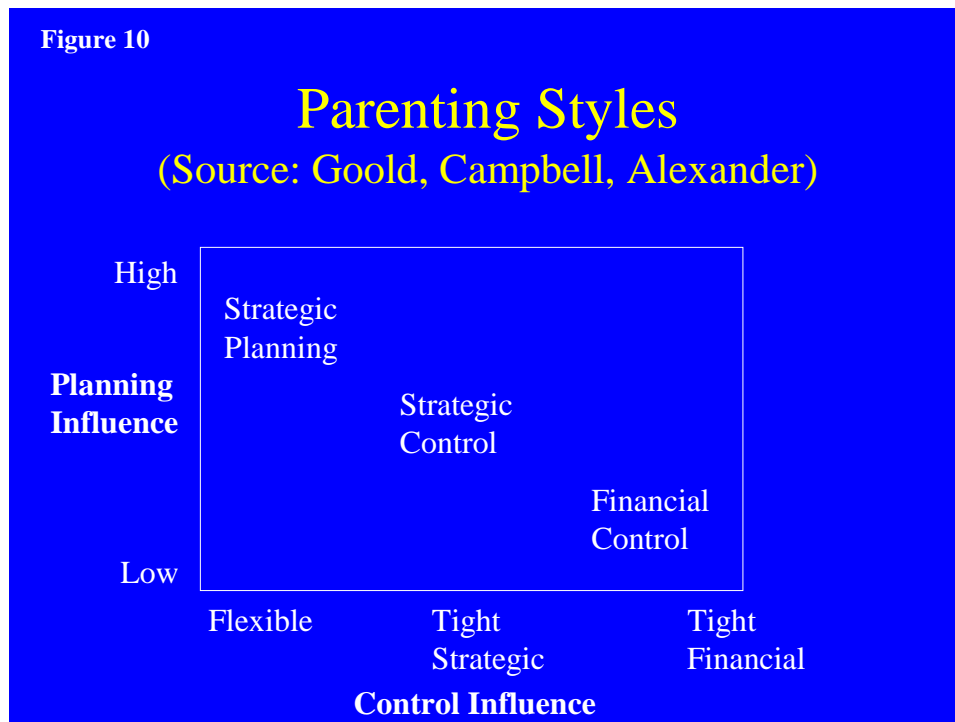 Figure 10
Parenting Styles
(Source: Goold, Campbell, Alexander)
High
Strategic
Planning
Planning
Influence
Strategic
Control
Financial
Control
Low
Flexible
Tight
Strategic
Tight
Financial
Control Influence